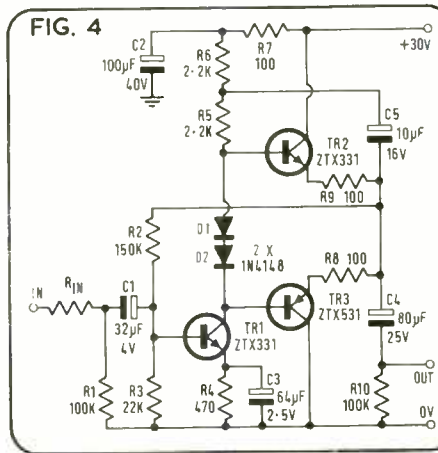 FIG. 4
C2
100µF
40V
R6
2·2K
R7
100
+30V
R5
2·2K
C5
10µF
16V
TR2
ZTX331
R9 100
D1
D2
2 X
1N4148
R2
150K
R8 100
IN
RIN
C1
32µF
4V
TR1
ZTX331
TR3
ZTX531
C4
80µF
25V
R1
100K
R3
22K
R4
470
C3
64µF
2·5V
R10
100K
OUT
0V